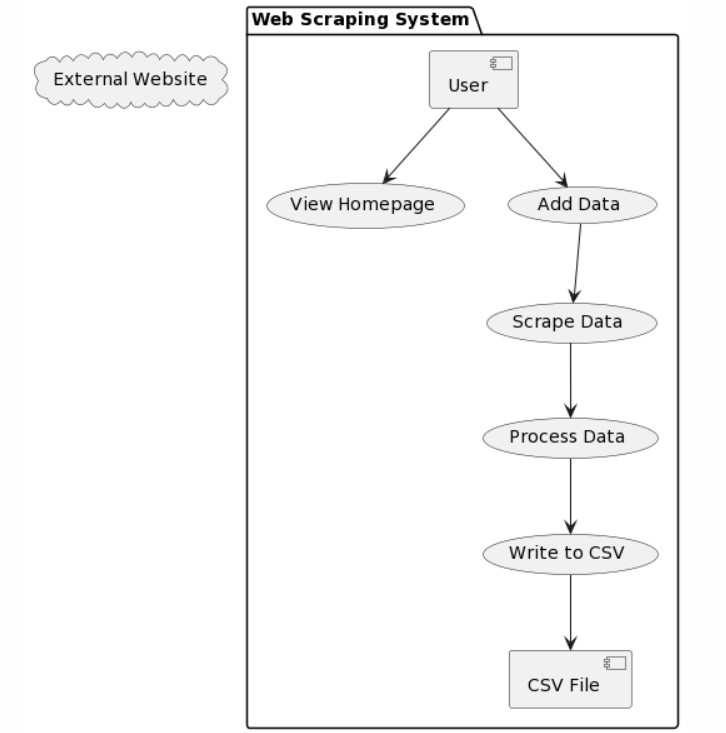 Web Scraping System
External Website
User
View Homepage
Add Data
Scrape Data
Process Data
Write to CSV
CSV File